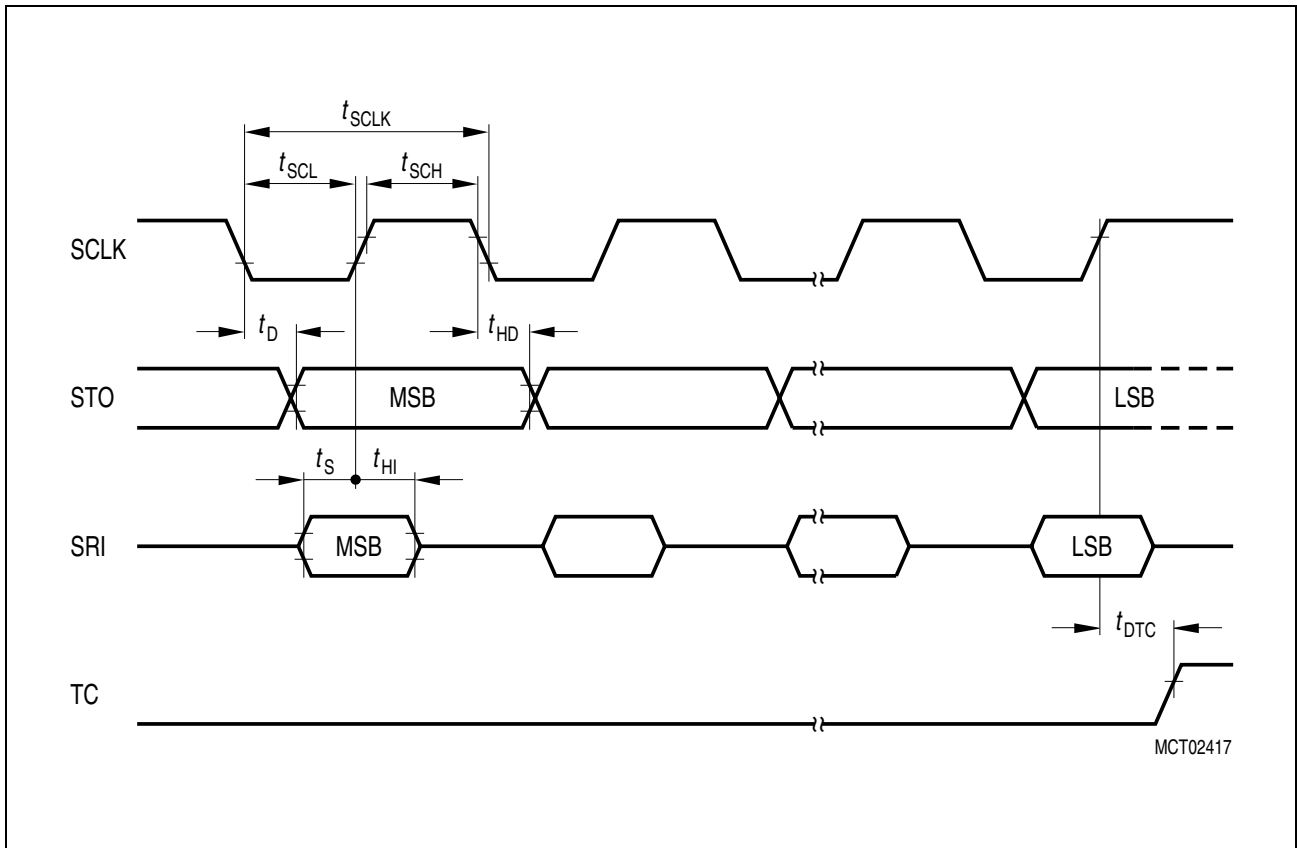 tSCLK
tSCL tSCH
SCLK
tD tHD
STO MSB LSB
tS tHI
SRI MSB LSB
tDTC
TC
MCT02417